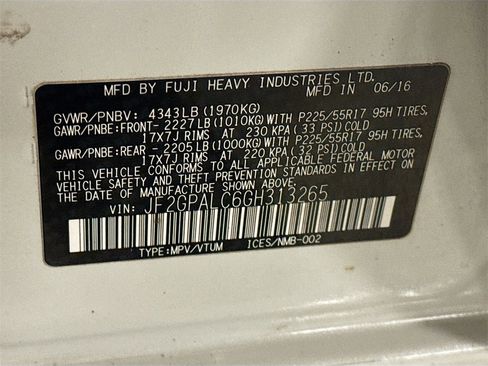 MFD BY FUJI HEAVY INDUSTRIES LTD. MFD IN 06/16
GVWR/PNBV: 4343LB (1970KG)
GAWR/PNBE:FRONT- 2227LB (1010KG)WITH P225/55R17 95H TIRES,
17X7J RIMS AT 230 KPA (33 PSI) COLD
GAWR/PNBE:REAR - 2205LB (1000KG)WITH P225/55R17 95H TIRES,
17X7J RIMS AT 220 KPA (32 PSI) COLD
THIS VEHICLE CONFORMS TO ALL APPLICABLE FEDERAL MOTOR
VEHICLE SAFETY AND THEFT PREVENTION STANDARDS IN EFFECT
ON THE DATE OF MANUFACTURE SHOWN ABOVE.
VIN: JF2GPALC6GH313265
TYPE:MPV/VTUM ICES/NMB-002